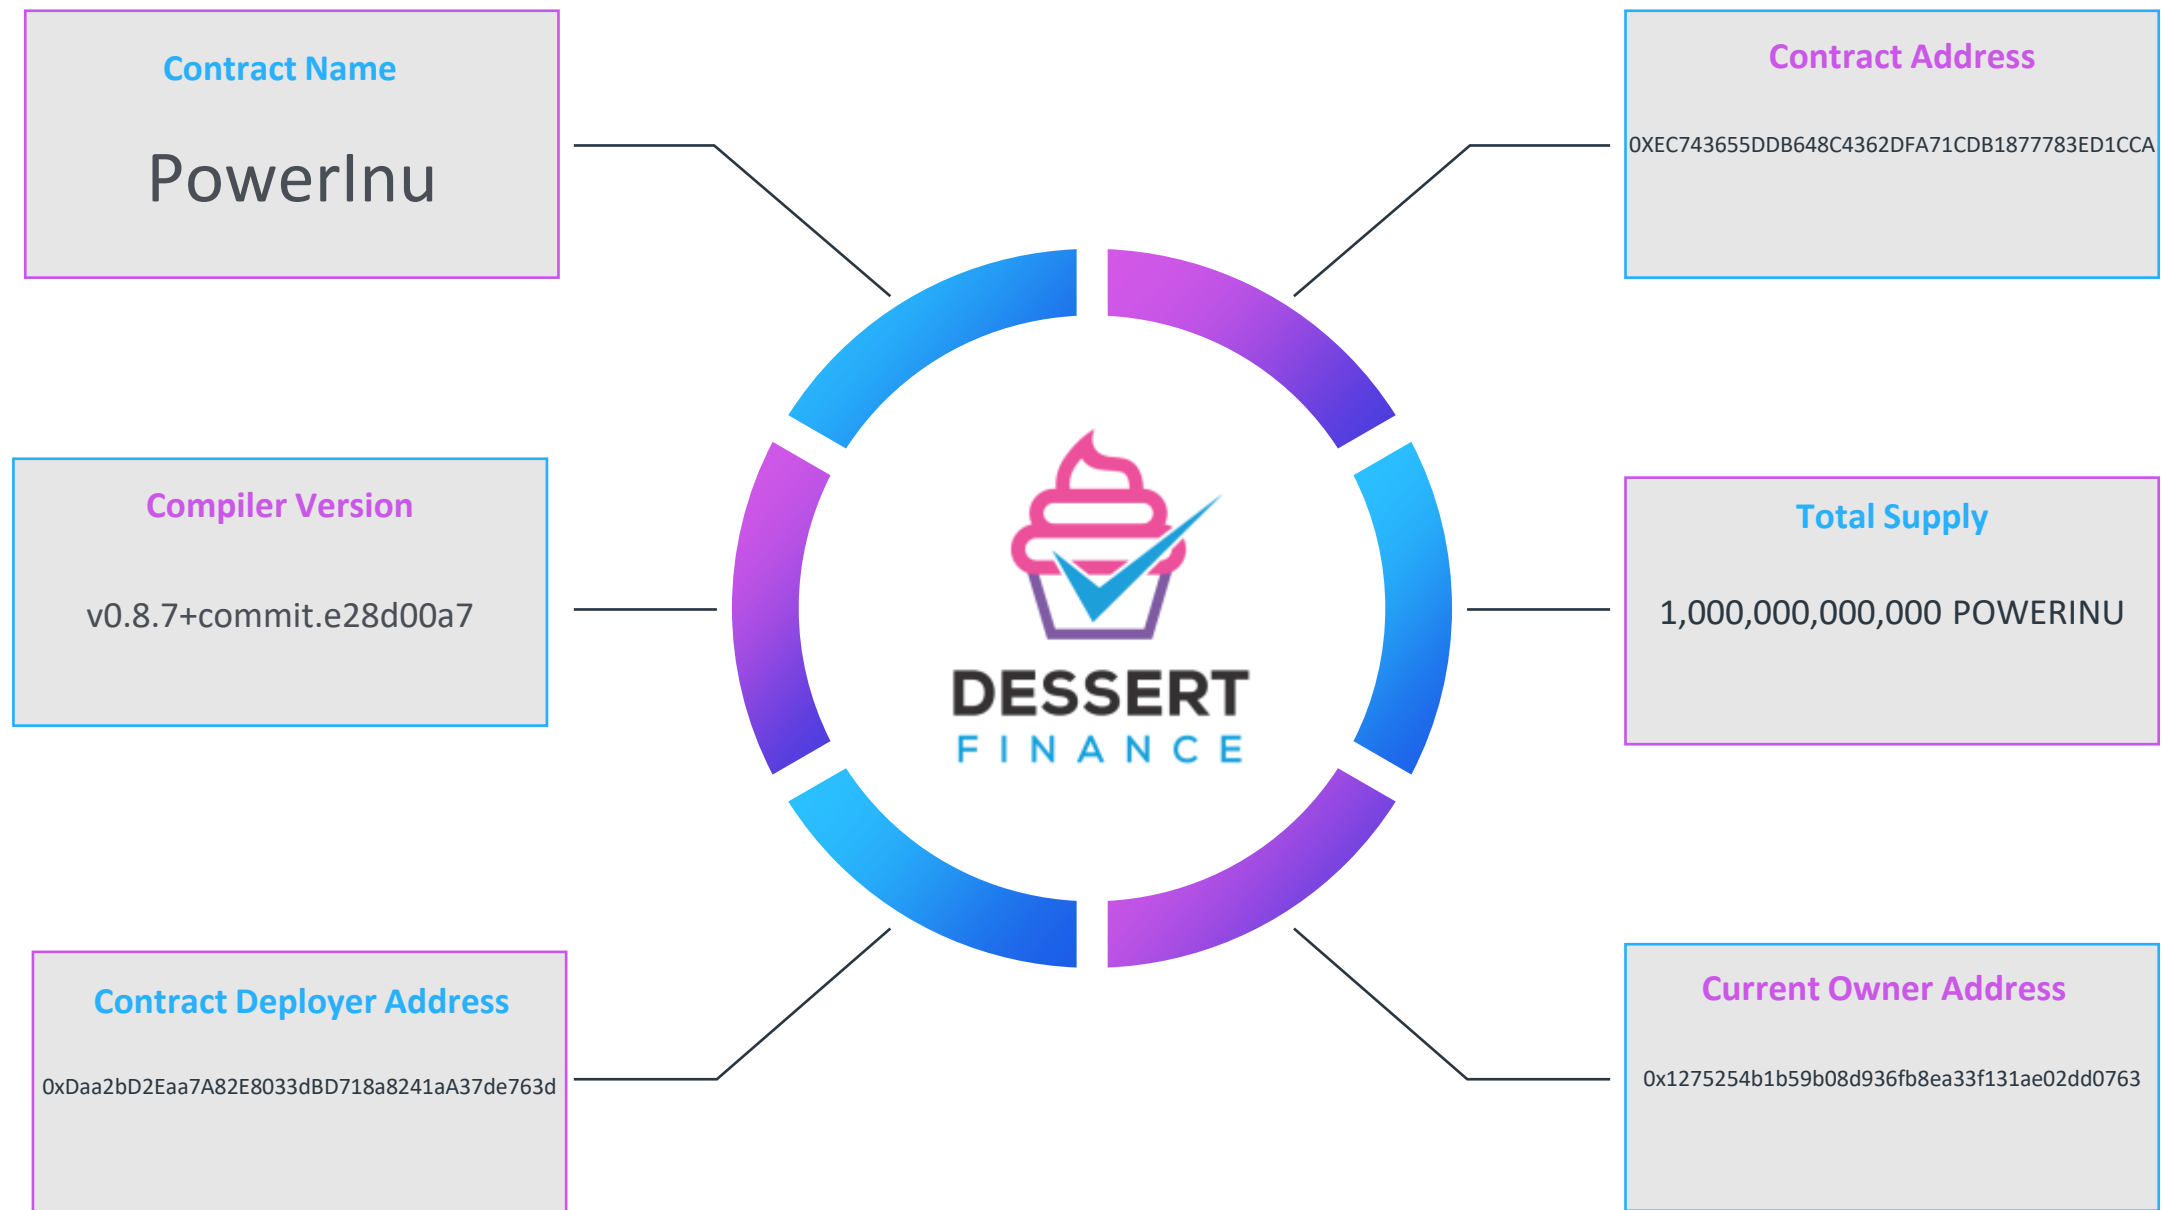 Contract Name
PowerInu
Contract Address
0XEC743655DDB648C4362DFA71CDB1877783ED1CCA
Compiler Version
v0.8.7+commit.e28d00a7
DESSERT
FINANCE
Total Supply
1,000,000,000,000 POWERINU
Contract Deployer Address
0xDaa2bD2Eaa7A82E8033dBD718a8241aA37de763d
Current Owner Address
0x1275254b1b59b08d936fb8ea33f131ae02dd0763